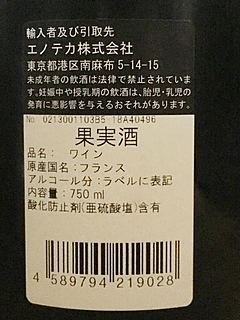 輸入者及び引取先
エノテカ株式会社
東京都港区南麻布 5-14-15
未成年者の飲酒は法律で禁止されています。
妊娠中や授乳期の飲酒は、胎児・乳児の
発育に悪影響を与えるおそれがあります。
No 0213001103B5 18A40496
果実酒
品名: ワイン
原産国名:フランス
アルコール分:ラベルに表記
内容量:750 ml
酸化防止剤(亜硫酸塩)含有
4 589794 219028